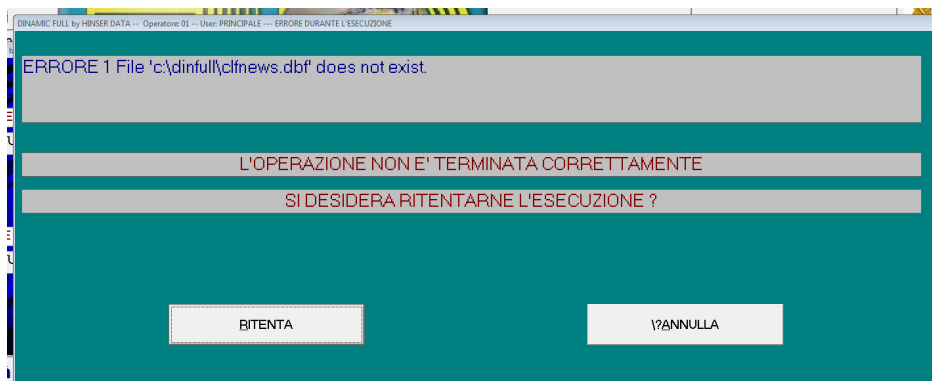 DINAMIC FULL by HINSER DATA -- Operatore: 01 -- User: PRINCIPALE --- ERRORE DURANTE L'ESECUZIONE
ERRORE 1 File 'c:\dinfull\clfnews.dbf' does not exist.
L'OPERAZIONE NON E' TERMINATA CORRETTAMENTE
SI DESIDERA RITENTARNE L'ESECUZIONE ?
RITENTA
\?ANNULLA